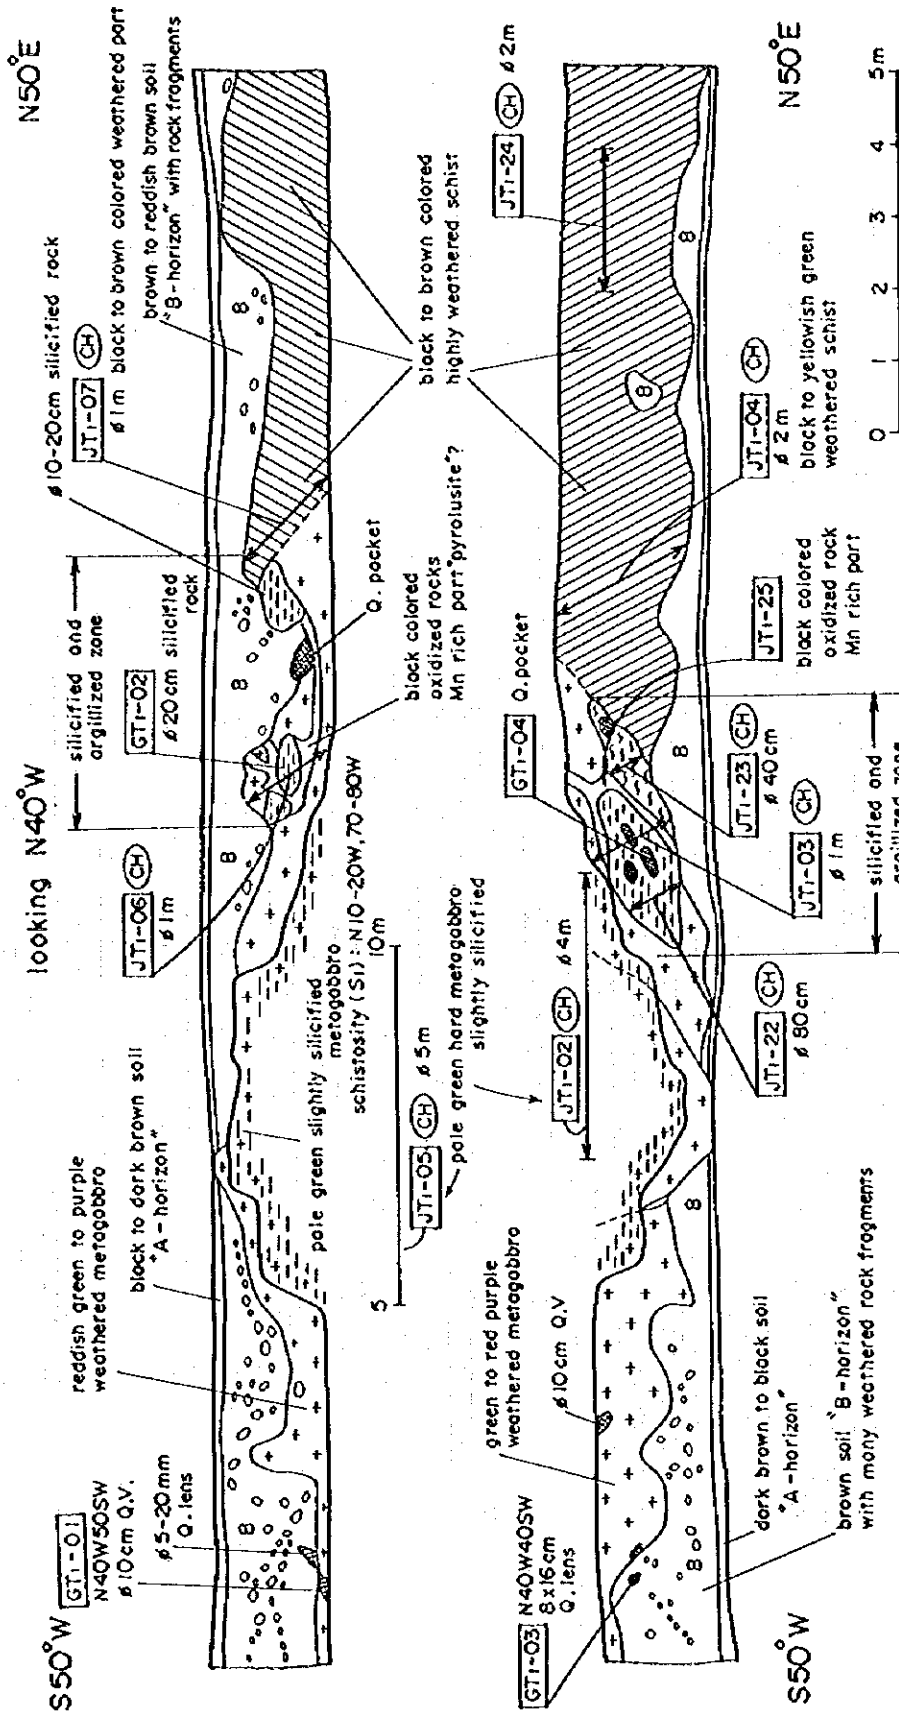 looking N40°W
S50°W
N50°E
GT1-01
N40W50SW
ø10cm Q.V.
ø5-20mm
Q. lens
reddish green to purple
weathered metagabbro
black to dark brown soil
"A-horizon"
pale green slightly silicified
metagabbro
schistosity (S1): N10-20W, 70-80W
5
10m
JT1-05 CH ø5m
JT1-06 CH
ø1m
silicified and
argillized zone
GT1-02
ø20cm silicified
rock
ø10-20cm silicified rock
JT1-07 CH
ø1m black to brown colored weathered part
brown to reddish brown soil
"B-horizon" with rock fragments
Q. pocket
black colored
oxidized rocks
Mn rich part "pyrolusite"?
black to brown colored
highly weathered schist
B
B
B
B
pale green hard metagabbro
slightly silicified
GT1-03 N40W40SW
8x16cm
Q. lens
green to red purple
weathered metagabbro
ø10cm Q.V
JT1-02 CH ø4m
GT1-04 Q. pocket
JT1-24 CH ø2m
B
B
B
B
B
dark brown to black soil
"A-horizon"
brown soil "B-horizon"
with many weathered rock fragments
JT1-22 CH
ø80cm
JT1-03 CH
ø1m
JT1-23 CH
ø40cm
JT1-25
black colored
oxidized rock
Mn rich part
JT1-04 CH
ø2m
black to yellowish green
weathered schist
silicified and
S50°W
N50°E
0 1 2 3 4 5m